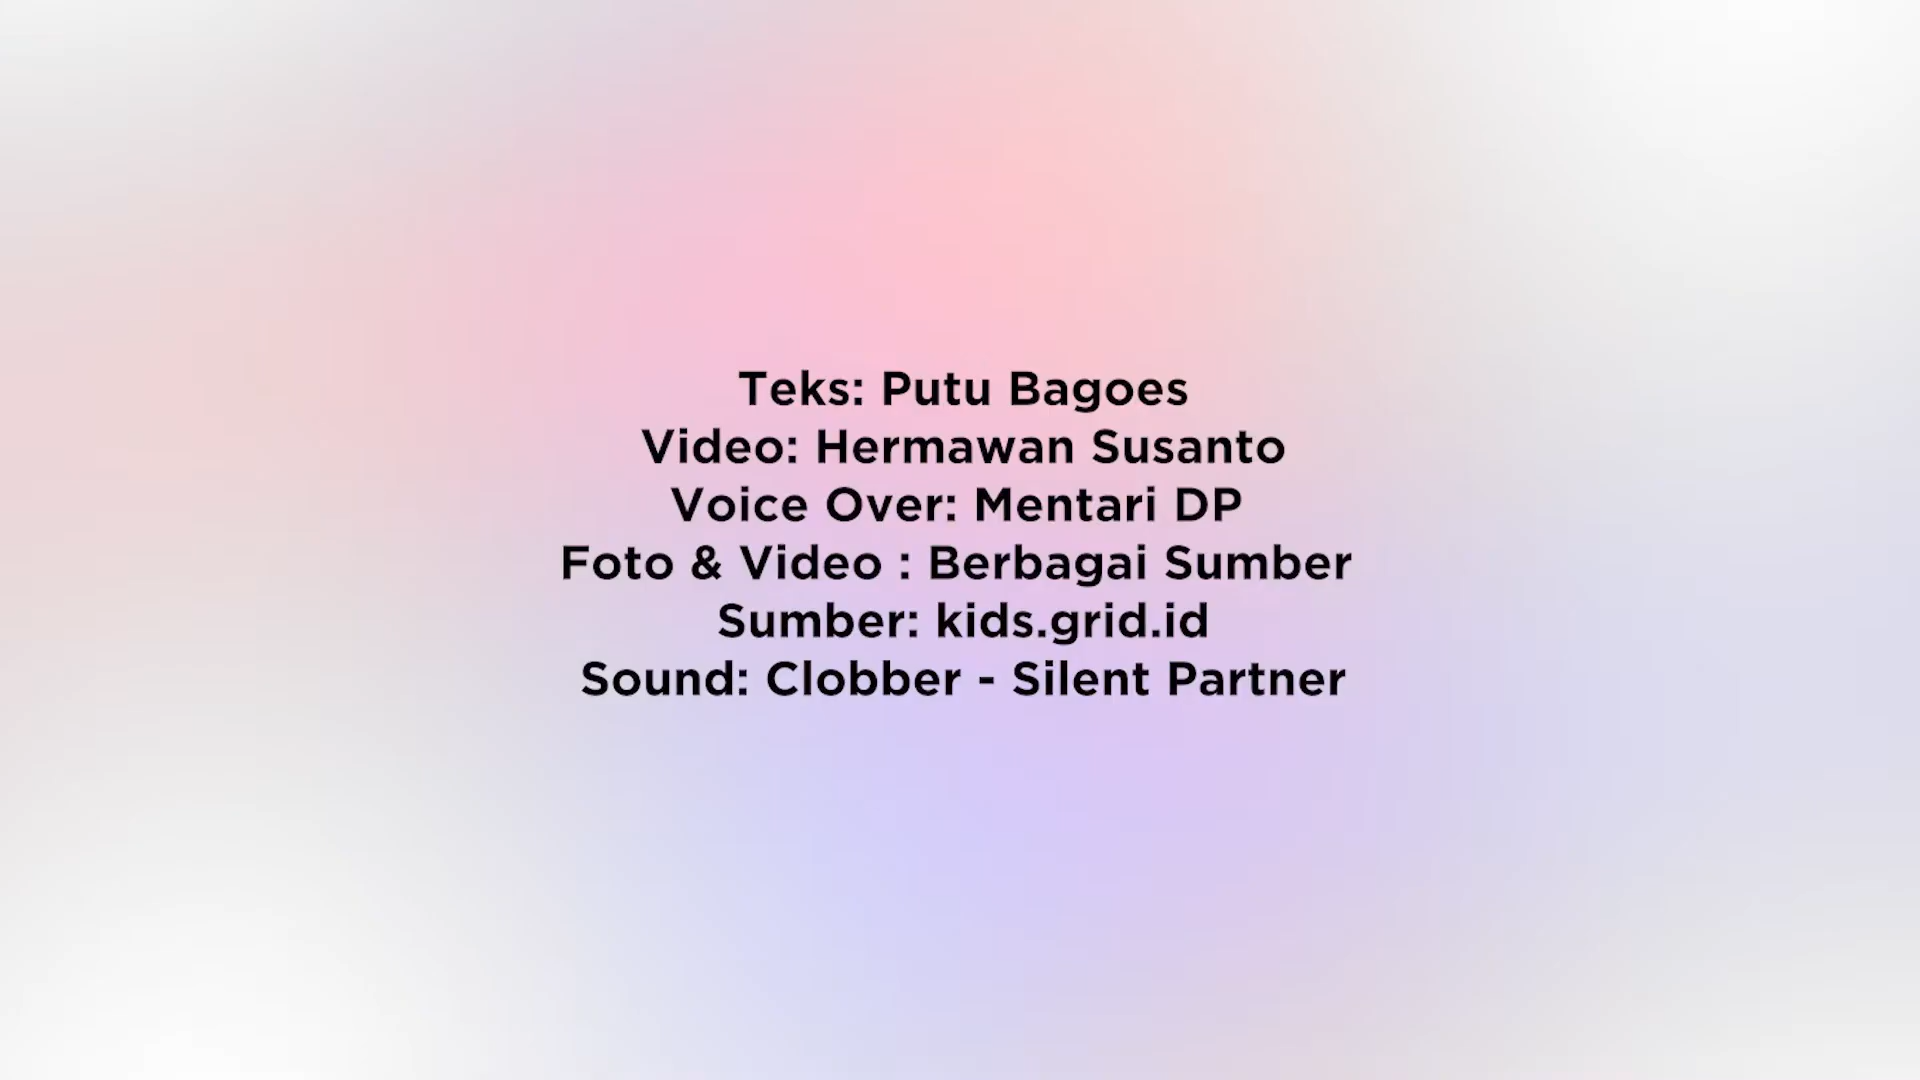 Teks: Putu Bagoes
Video: Hermawan Susanto
Voice Over: Mentari DP
Foto & Video : Berbagai Sumber
Sumber: kids.grid.id
Sound: Clobber - Silent Partner